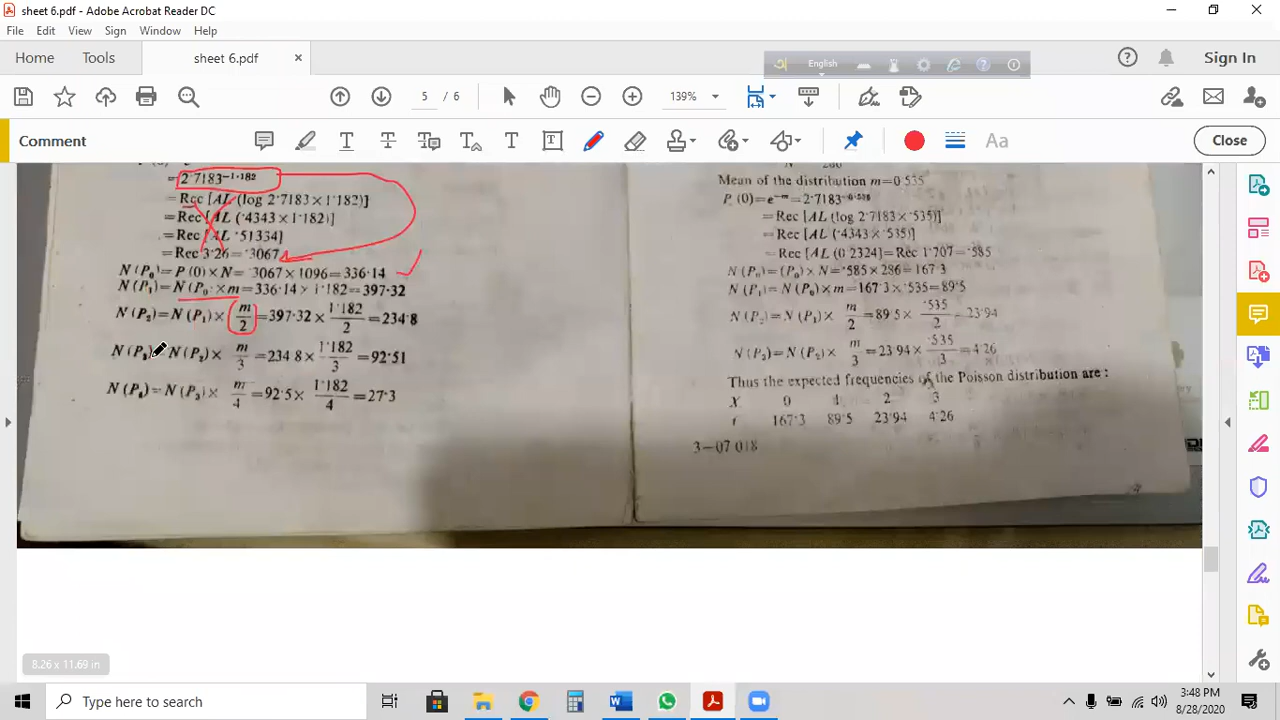 sheet 6.pdf - Adobe Acrobat Reader DC
File Edit View Sign Window Help
Home Tools sheet 6.pdf × English Sign In
5 / 6 139%
Comment Close
= 2·7183−1·182
= Rec [AL (log 2·7183×1·182)]
= Rec [AL (·4343×1·182)]
= Rec [AL ·51334]
= Rec 3·26= ·3067
N (P₀)= P (0)×N= ·3067×1096=336·14
N (P₁)= N (P₀ ×m=336·14×1·182=397·32
N (P₂)= N (P₁)× m/2 =397·32× 1·182/2 =234·8
N (P₃)= N (P₂)× m/3 =234 8× 1·182/3 =92·51
N (P₄)= N (P₃)× m/4 =92·5× 1·182/4 =27·3
N 286
Mean of the distribution m=0·535
P (0)=e−m=2·7183−0·535
= Rec [AL (log 2·7183×·535)]
= Rec [AL (·4343×·535)]
= Rec [AL (0 2324)=Rec 1·707=·585
N (P₀)=(P₀)×N=·585×286=167·3
N (P₁)=N (P₀)×m=167·3×·535=89·5
N (P₂)=N (P₁)× m/2 =89·5× ·535/2 =23·94
N (P₃)=N (P₂)× m/3 =23·94× ·535/3 =4·26
Thus the expected frequencies of the Poisson distribution are :
X 0 1 2 3
f 167·3 89·5 23·94 4·26
3—07 018
8.26 x 11.69 in
Type here to search
3:48 PM
8/28/2020